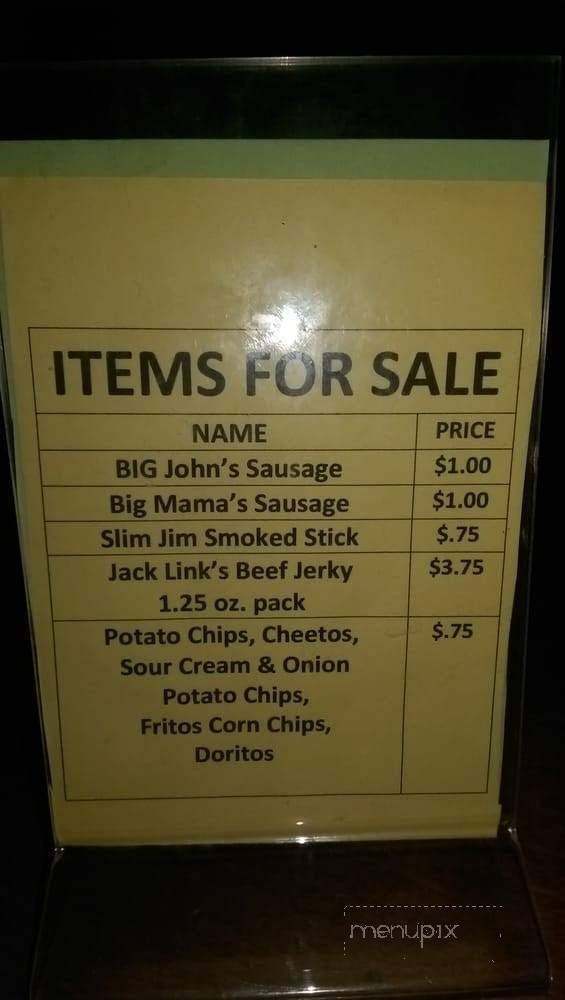 ITEMS FOR SALE
NAME PRICE
BIG John's Sausage $1.00
Big Mama's Sausage $1.00
Slim Jim Smoked Stick $.75
Jack Link's Beef Jerky $3.75
1.25 oz. pack
Potato Chips, Cheetos, $.75
Sour Cream & Onion
Potato Chips,
Fritos Corn Chips,
Doritos
menupix